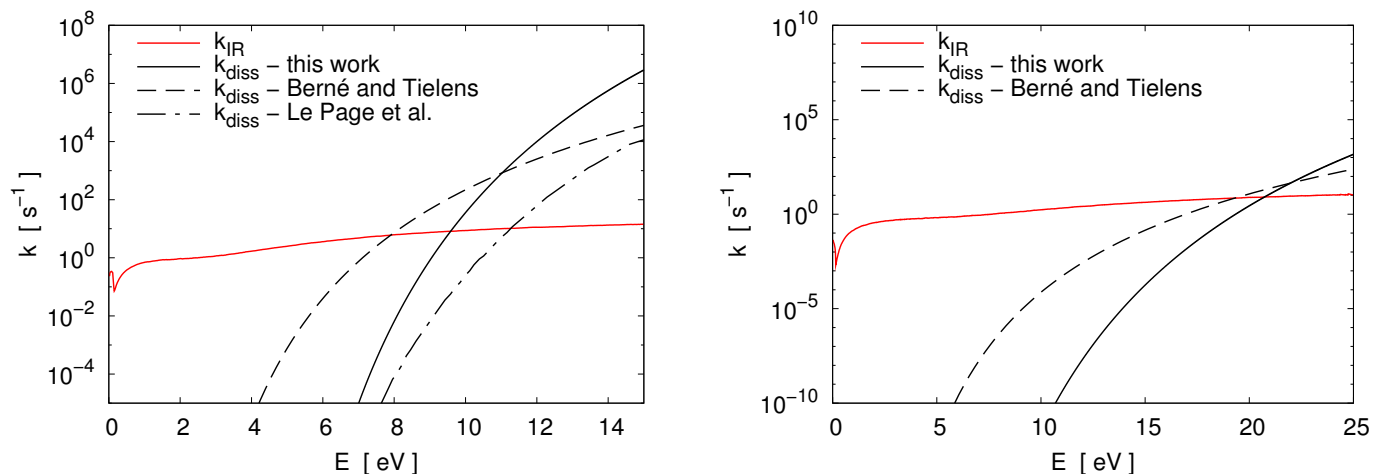 10^8
10^6
10^4
10^2
10^0
10^−2
10^−4
k [ s^−1 ]
k_IR
k_diss – this work
k_diss – Berné and Tielens
k_diss – Le Page et al.
0 2 4 6 8 10 12 14
E [ eV ]
10^10
10^5
10^0
10^−5
10^−10
k [ s^−1 ]
k_IR
k_diss – this work
k_diss – Berné and Tielens
0 5 10 15 20 25
E [ eV ]